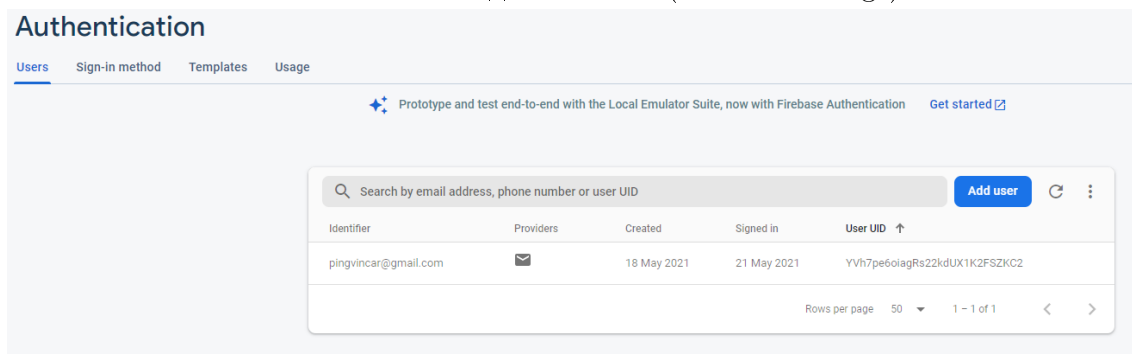 Authentication
Users Sign-in method Templates Usage
Prototype and test end-to-end with the Local Emulator Suite, now with Firebase Authentication Get started
Search by email address, phone number or user UID Add user
Identifier Providers Created Signed in User UID
pingvincar@gmail.com 18 May 2021 21 May 2021 YVh7pe6oiagRs22kdUX1K2FSZKC2
Rows per page 50 1 – 1 of 1